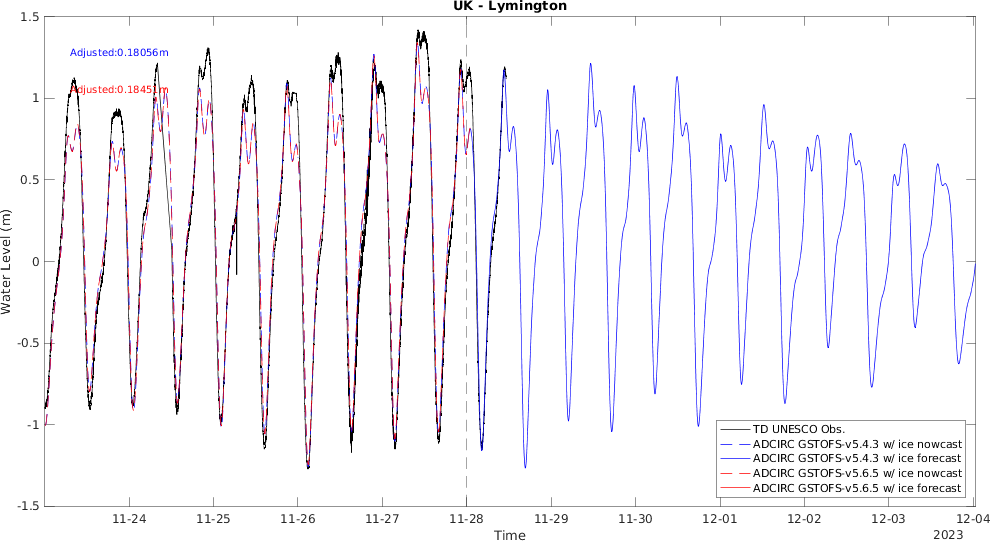 UK - Lymington
1.5
1
0.5
0
-0.5
-1
-1.5
Water Level (m)
Adjusted:0.18056m
Adjusted:0.18451m
TD UNESCO Obs.
ADCIRC GSTOFS-v5.4.3 w/ ice nowcast
ADCIRC GSTOFS-v5.4.3 w/ ice forecast
ADCIRC GSTOFS-v5.6.5 w/ ice nowcast
ADCIRC GSTOFS-v5.6.5 w/ ice forecast
11-24 11-25 11-26 11-27 11-28 11-29 11-30 12-01 12-02 12-03 12-04
Time
2023